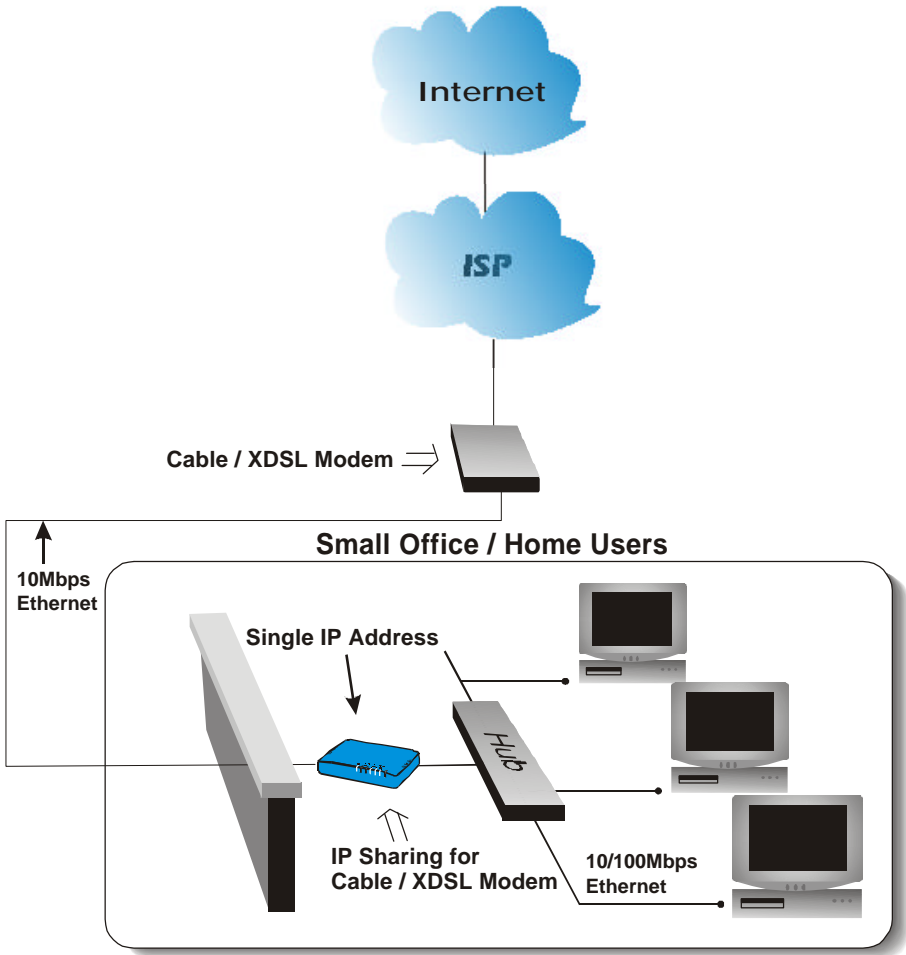 Internet
ISP
Cable / XDSL Modem
Small Office / Home Users
10Mbps
Ethernet
Single IP Address
Hub
IP Sharing for
Cable / XDSL Modem
10/100Mbps
Ethernet